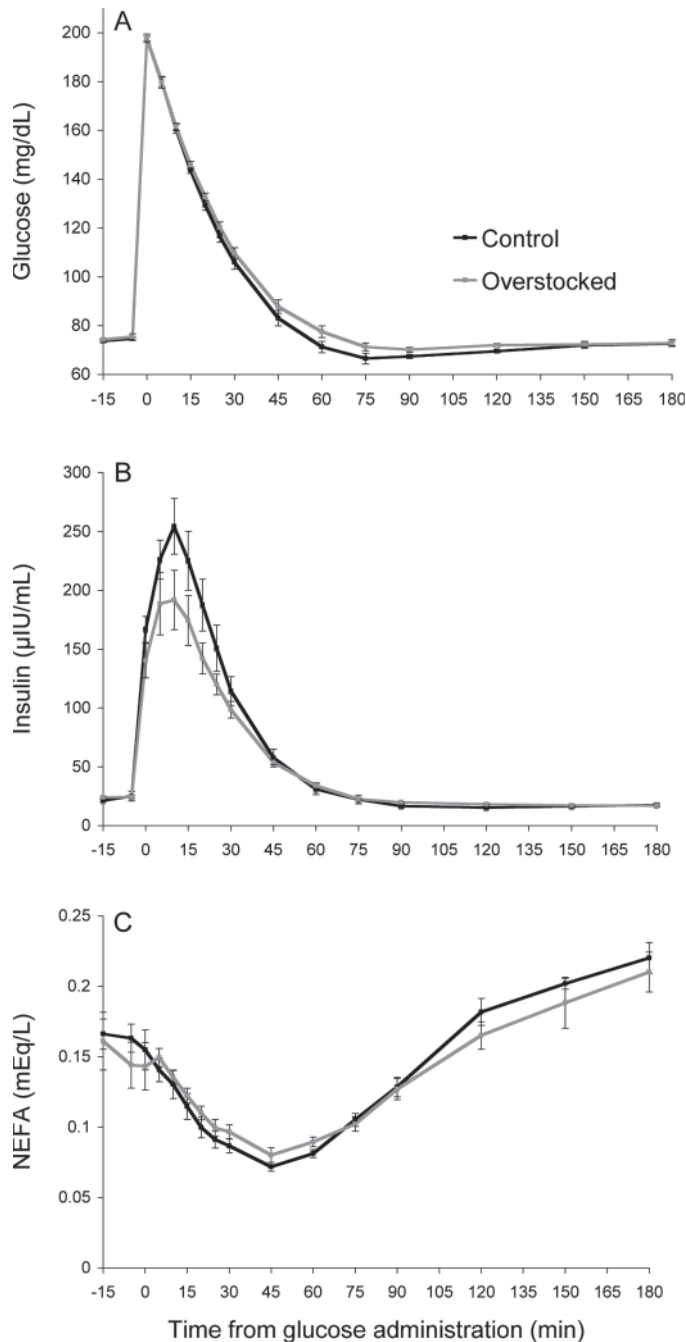 A
Glucose (mg/dL)
200
180
160
140
120
100
80
60
Control
Overstocked
-15 0 15 30 45 60 75 90 105 120 135 150 165 180
B
Insulin (µIU/mL)
300
250
200
150
100
50
0
-15 0 15 30 45 60 75 90 105 120 135 150 165 180
C
NEFA (mEq/L)
0.25
0.2
0.15
0.1
0.05
0
-15 0 15 30 45 60 75 90 105 120 135 150 165 180
Time from glucose administration (min)